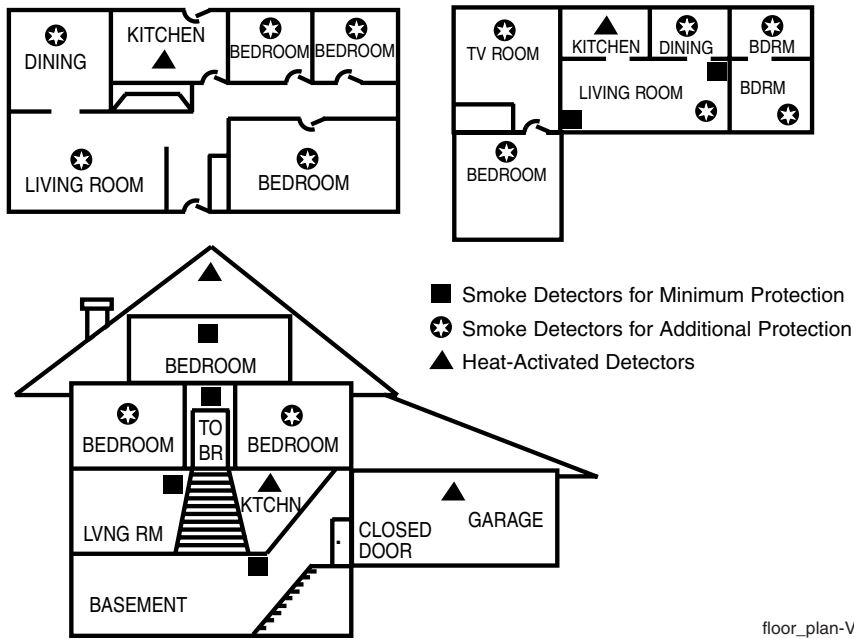 KITCHEN
DINING
BEDROOM
BEDROOM
LIVING ROOM
BEDROOM
TV ROOM
KITCHEN
DINING
BDRM
LIVING ROOM
BDRM
BEDROOM
Smoke Detectors for Minimum Protection
Smoke Detectors for Additional Protection
Heat-Activated Detectors
BEDROOM
BEDROOM
TO
BR
BEDROOM
LVNG RM
KTCHN
CLOSED
DOOR
GARAGE
BASEMENT
floor_plan-V